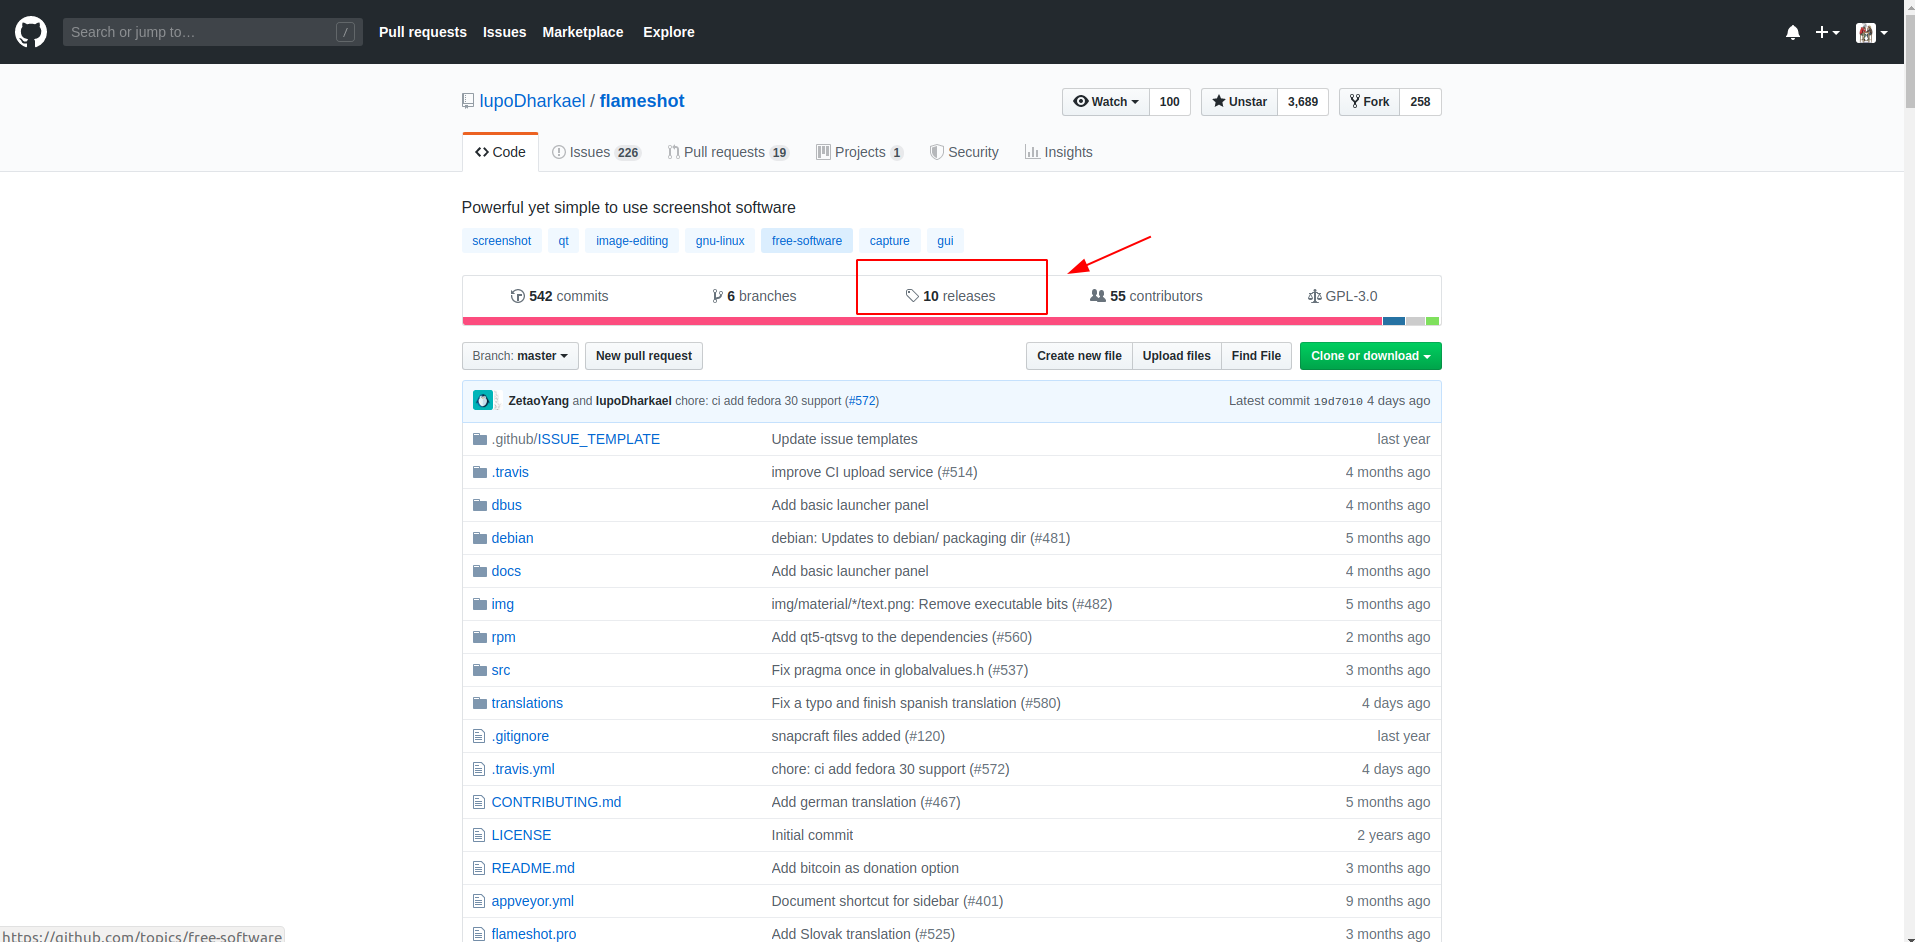 Search or jump to… /
Pull requests Issues Marketplace Explore
lupoDharkael / flameshot
Watch 100 Unstar 3,689 Fork 258
Code Issues 226 Pull requests 19 Projects 1 Security Insights
Powerful yet simple to use screenshot software
screenshot qt image-editing gnu-linux free-software capture gui
542 commits 6 branches 10 releases 55 contributors GPL-3.0
Branch: master New pull request Create new file Upload files Find File Clone or download
ZetaoYang and lupoDharkael chore: ci add fedora 30 support (#572) Latest commit 19d7010 4 days ago
.github/ISSUE_TEMPLATE Update issue templates last year
.travis improve CI upload service (#514) 4 months ago
dbus Add basic launcher panel 4 months ago
debian debian: Updates to debian/ packaging dir (#481) 5 months ago
docs Add basic launcher panel 4 months ago
img img/material/*/text.png: Remove executable bits (#482) 5 months ago
rpm Add qt5-qtsvg to the dependencies (#560) 2 months ago
src Fix pragma once in globalvalues.h (#537) 3 months ago
translations Fix a typo and finish spanish translation (#580) 4 days ago
.gitignore snapcraft files added (#120) last year
.travis.yml chore: ci add fedora 30 support (#572) 4 days ago
CONTRIBUTING.md Add german translation (#467) 5 months ago
LICENSE Initial commit 2 years ago
README.md Add bitcoin as donation option 3 months ago
appveyor.yml Document shortcut for sidebar (#401) 9 months ago
flameshot.pro Add Slovak translation (#525) 3 months ago
https://github.com/topics/free-software